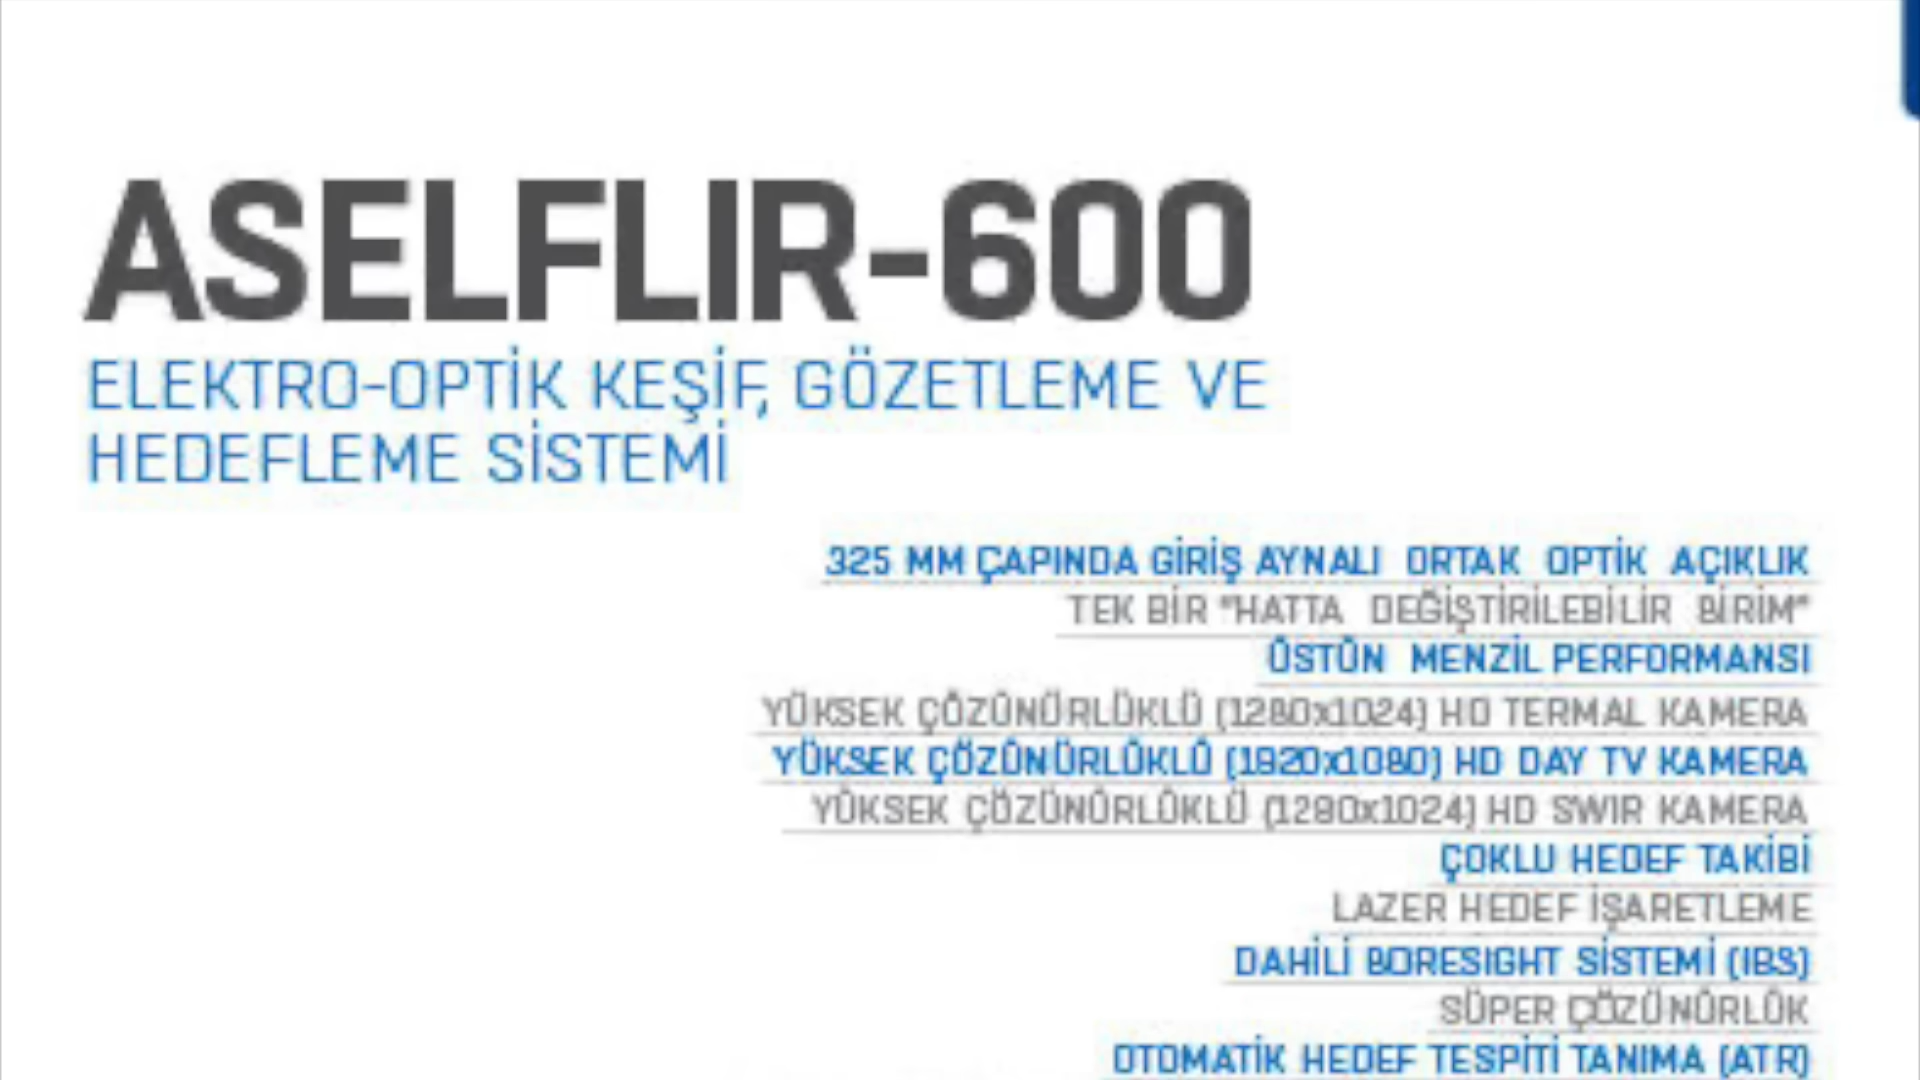 ASELFLIR-600
ELEKTRO-OPTİK KEŞİF, GÖZETLEME VE
HEDEFLEME SİSTEMİ
325 MM ÇAPINDA GİRİŞ AYNALI ORTAK OPTİK AÇIKLIK
TEK BİR "HATTA DEĞİŞTİRİLEBİLİR BİRİM"
ÜSTÜN MENZİL PERFORMANSI
YÜKSEK ÇÖZÜNÜRLÜKLÜ (1280x1024) HD TERMAL KAMERA
YÜKSEK ÇÖZÜNÜRLÜKLÜ (1920x1080) HD DAY TV KAMERA
YÜKSEK ÇÖZÜNÜRLÜKLÜ (1280x1024) HD SWIR KAMERA
ÇOKLU HEDEF TAKİBİ
LAZER HEDEF İŞARETLEME
DAHİLİ BORESIGHT SİSTEMİ (IBS)
SÜPER ÇÖZÜNÜRLÜK
OTOMATİK HEDEF TESPİTİ TANIMA (ATR)